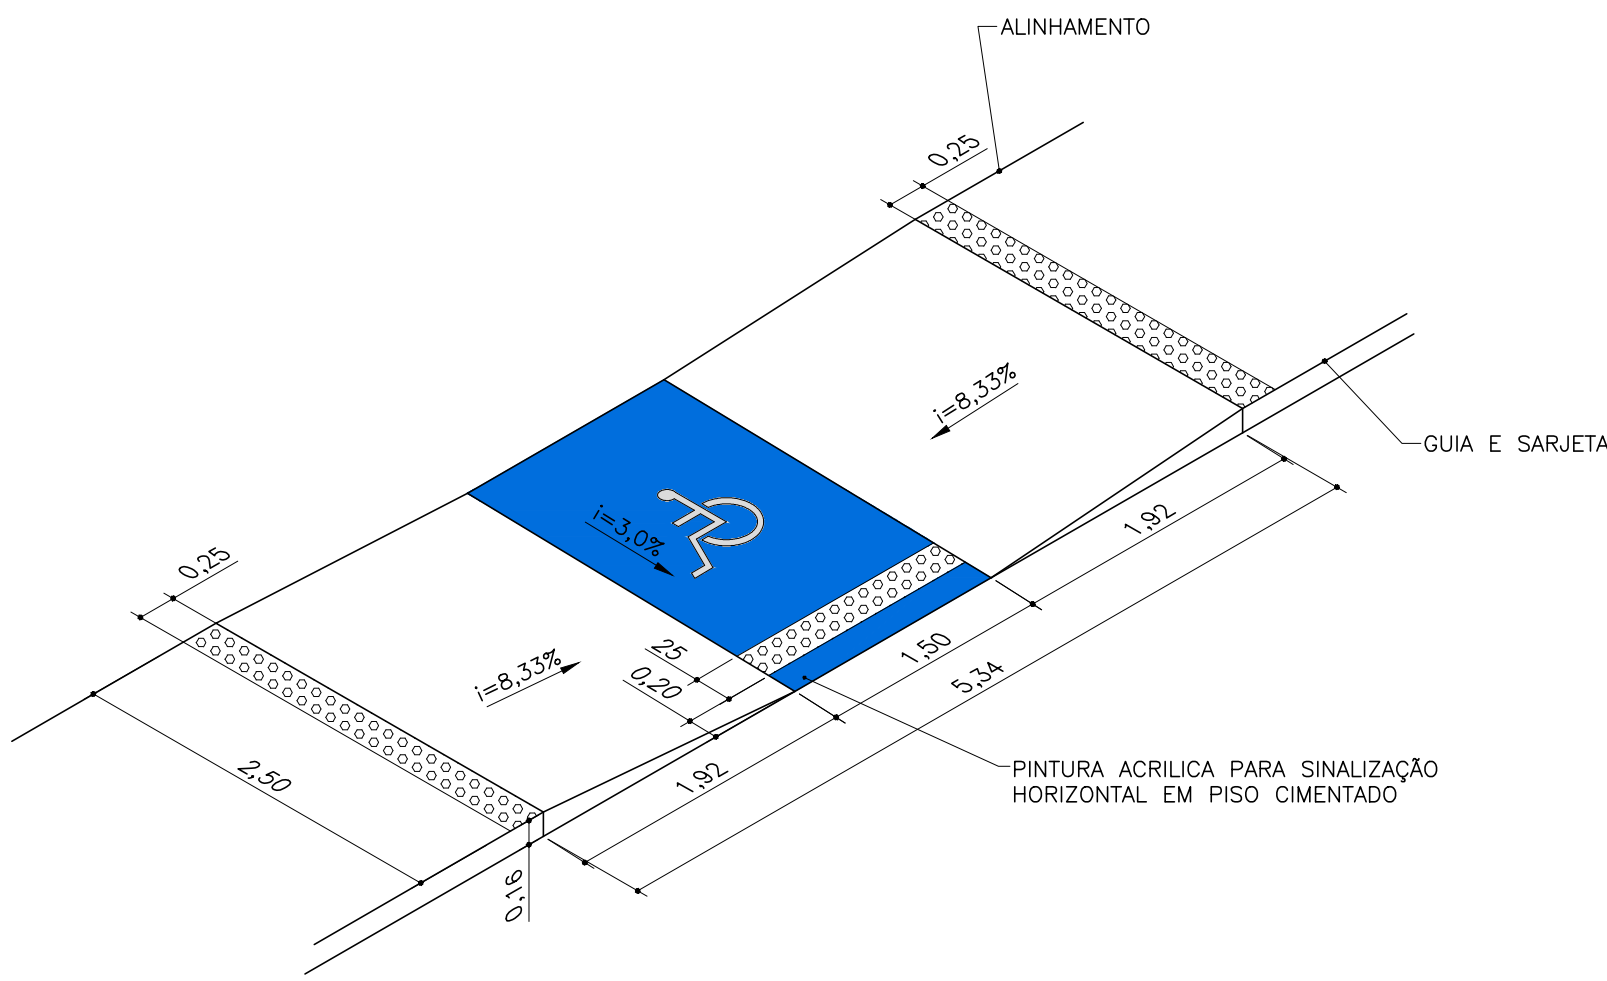 ALINHAMENTO
0,25
i=8,33%
GUIA E SARJETA
1,92
i=3,0%
0,25
25
0,20
1,50
5,34
i=8,33%
2,50
1,92
PINTURA ACRILICA PARA SINALIZAÇÃO
HORIZONTAL EM PISO CIMENTADO
0,16